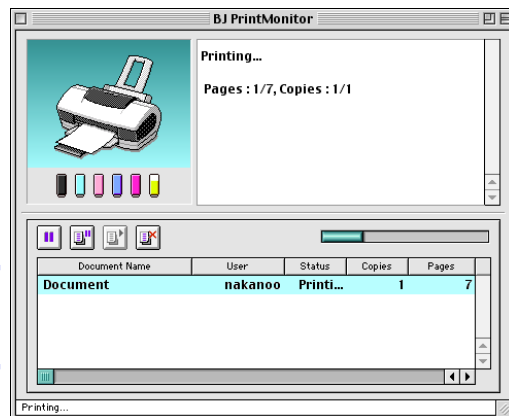 BJ PrintMonitor
Printing...
Pages : 1/7, Copies : 1/1
Document Name User Status Copies Pages
Document nakanoo Printi... 1 7
Printing...